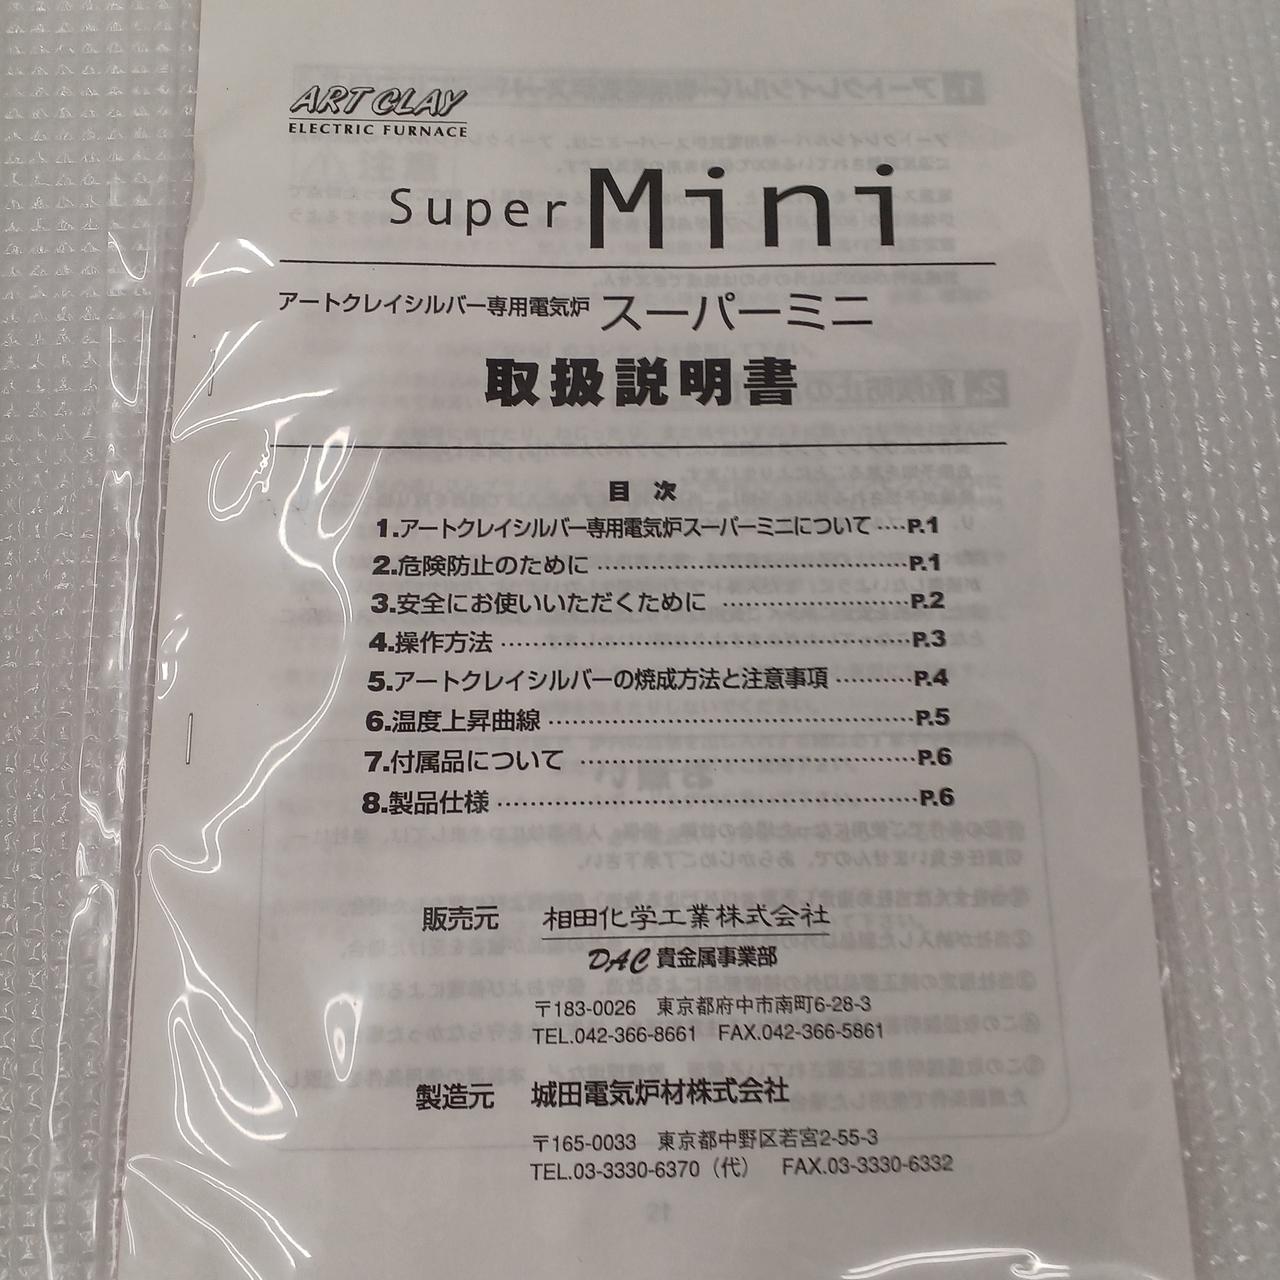 ART CLAY
ELECTRIC FURNACE
Super Mini
アートクレイシルバー専用電気炉 スーパーミニ
取扱説明書
目 次
1.アートクレイシルバー専用電気炉スーパーミニについて ····P.1
2.危険防止のために ····P.1
3.安全にお使いいただくために ····P.2
4.操作方法 ····P.3
5.アートクレイシルバーの焼成方法と注意事項 ····P.4
6.温度上昇曲線 ····P.5
7.付属品について ····P.6
8.製品仕様 ····P.6
販売元 相田化学工業株式会社
DAC 貴金属事業部
〒183-0026 東京都府中市南町6-28-3
TEL.042-366-8661 FAX.042-366-5861
製造元 城田電気炉材株式会社
〒165-0033 東京都中野区若宮2-55-3
TEL.03-3330-6370（代） FAX.03-3330-6332